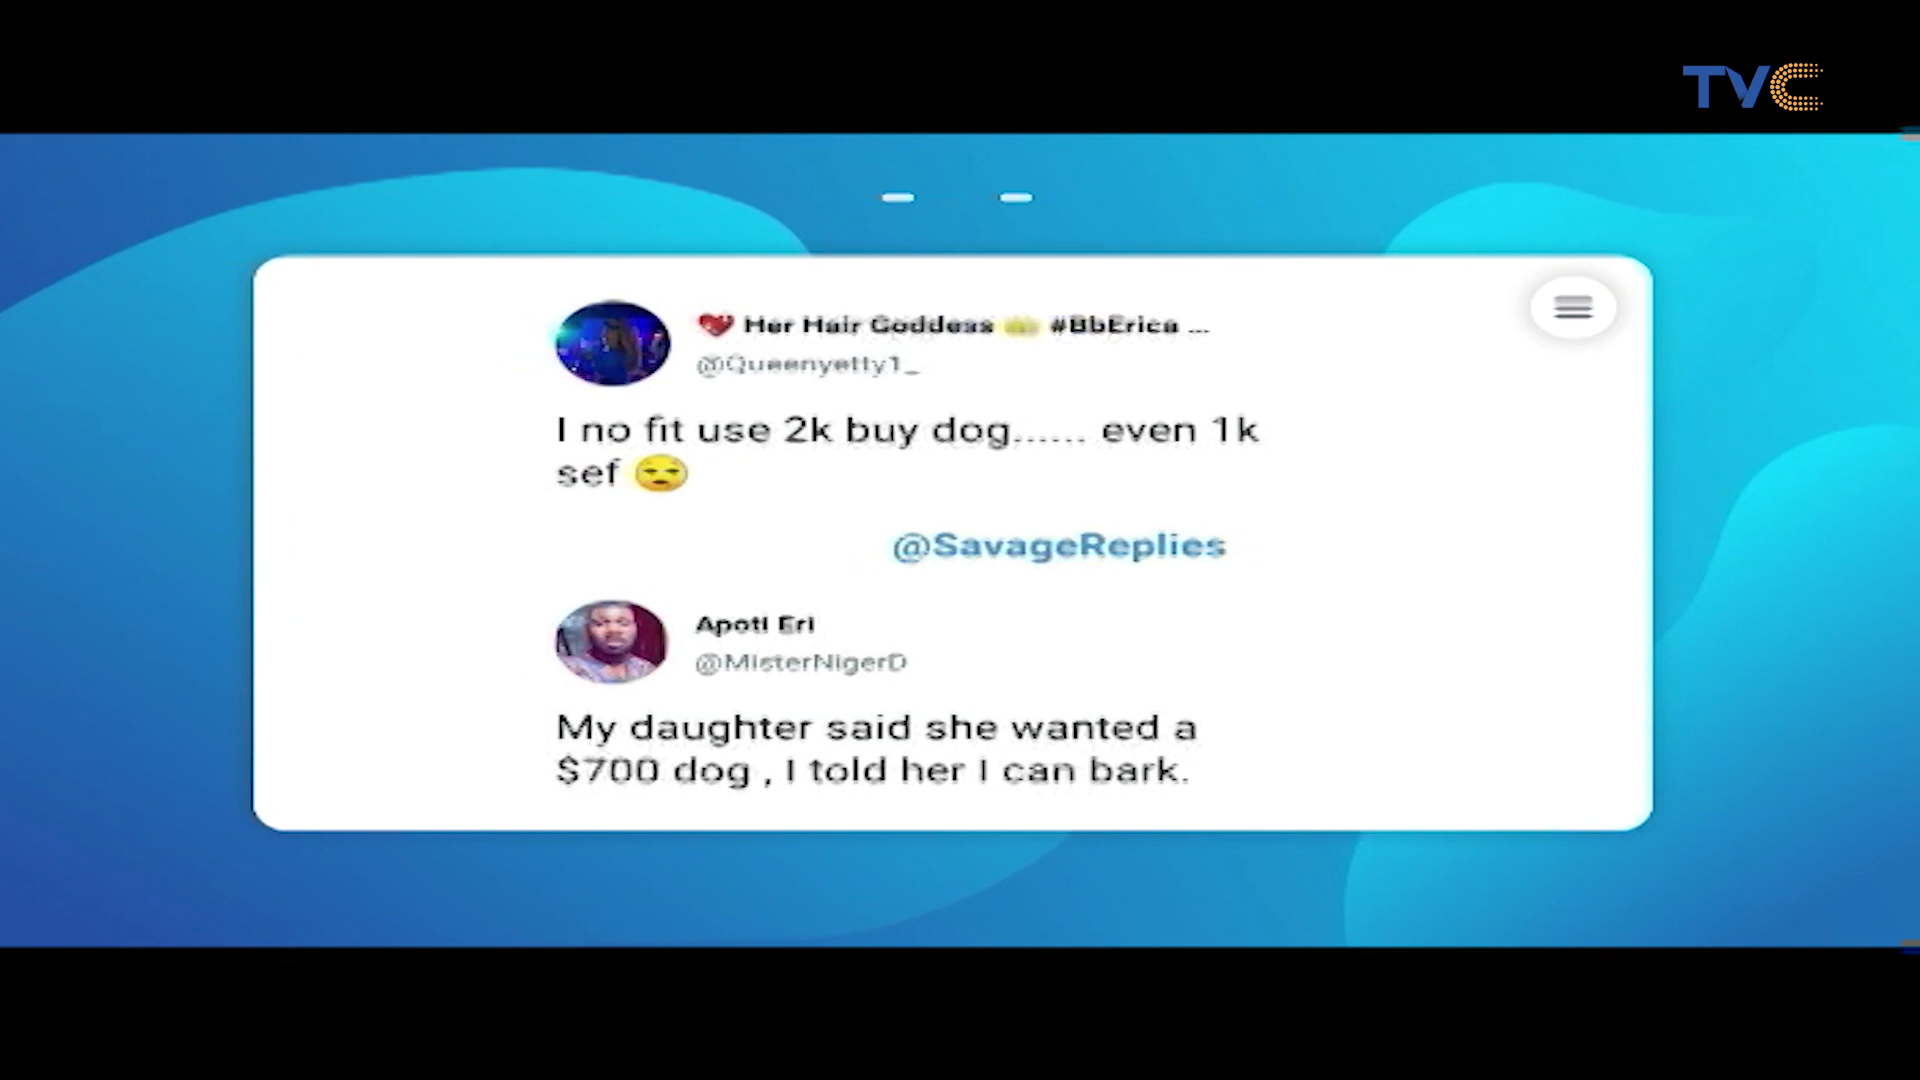 TVC
Her Hair Goddess #BbErica ...
@Queenyetty1_
I no fit use 2k buy dog...... even 1k
sef
@SavageReplies
Apoti Eri
@MisterNigerD
My daughter said she wanted a
$700 dog , I told her I can bark.